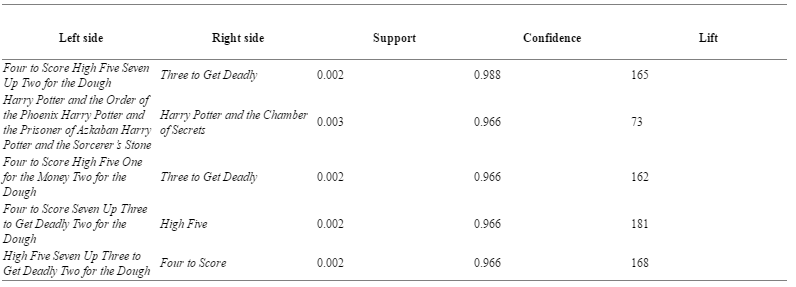 Left side Right side Support Confidence Lift
Four to Score High Five Seven
Up Two for the Dough
Three to Get Deadly 0.002 0.988 165
Harry Potter and the Order of
the Phoenix Harry Potter and
the Prisoner of Azkaban Harry
Potter and the Sorcerer's Stone
Harry Potter and the Chamber
of Secrets
0.003 0.966 73
Four to Score High Five One
for the Money Two for the
Dough
Three to Get Deadly 0.002 0.966 162
Four to Score Seven Up Three
to Get Deadly Two for the
Dough
High Five 0.002 0.966 181
High Five Seven Up Three to
Get Deadly Two for the Dough
Four to Score 0.002 0.966 168